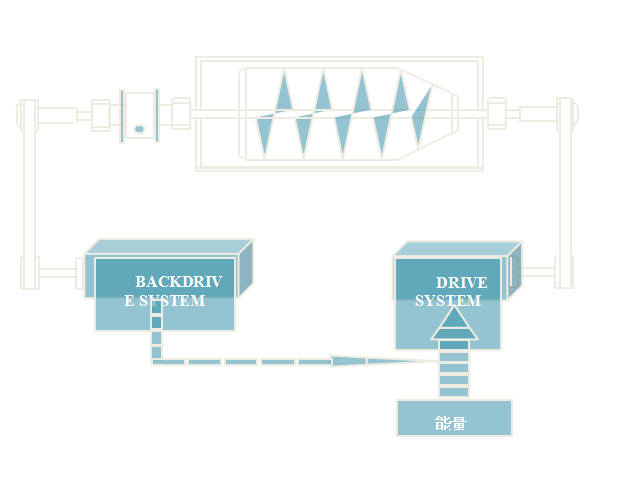 BACKDRIV
E SYSTEM
DRIVE
SYSTEM
能量